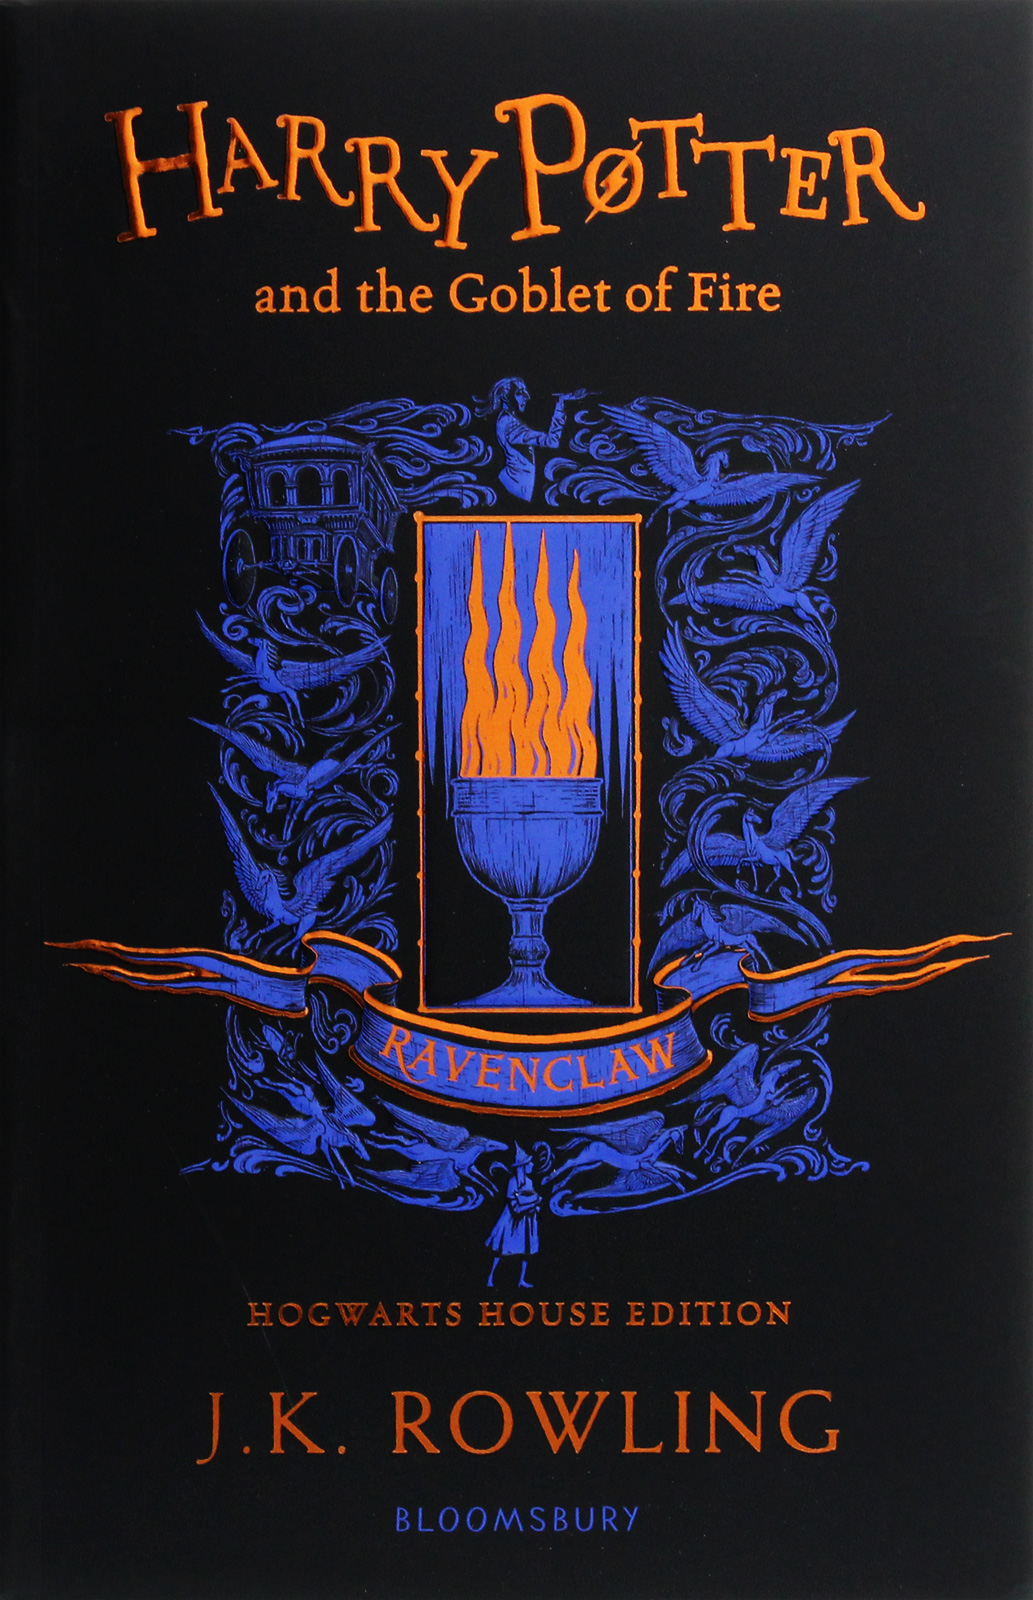 HARRY POTTER
and the Goblet of Fire
RAVENCLAW
HOGWARTS HOUSE EDITION
J.K. ROWLING
BLOOMSBURY